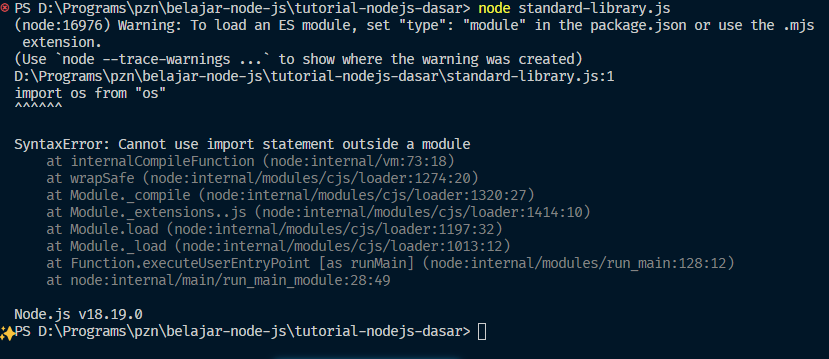 PS D:\Programs\pzn\belajar-node-js\tutorial-nodejs-dasar> node standard-library.js
(node:16976) Warning: To load an ES module, set "type": "module" in the package.json or use the .mjs
 extension.
(Use `node --trace-warnings ...` to show where the warning was created)
D:\Programs\pzn\belajar-node-js\tutorial-nodejs-dasar\standard-library.js:1
import os from "os"
^^^^^^

SyntaxError: Cannot use import statement outside a module
    at internalCompileFunction (node:internal/vm:73:18)
    at wrapSafe (node:internal/modules/cjs/loader:1274:20)
    at Module._compile (node:internal/modules/cjs/loader:1320:27)
    at Module._extensions..js (node:internal/modules/cjs/loader:1414:10)
    at Module.load (node:internal/modules/cjs/loader:1197:32)
    at Module._load (node:internal/modules/cjs/loader:1013:12)
    at Function.executeUserEntryPoint [as runMain] (node:internal/modules/run_main:128:12)
    at node:internal/main/run_main_module:28:49

Node.js v18.19.0
PS D:\Programs\pzn\belajar-node-js\tutorial-nodejs-dasar>